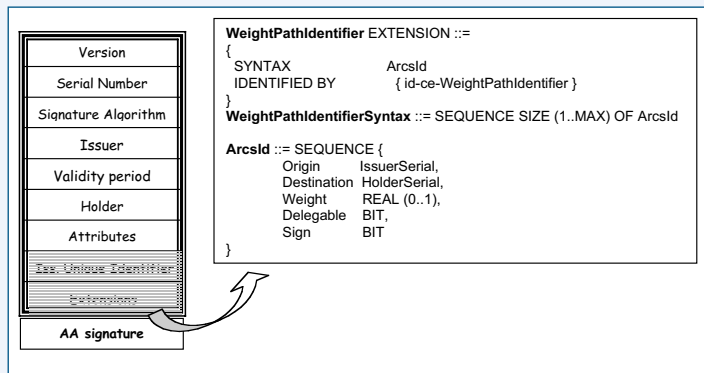 Version
Serial Number
Signature Algorithm
Issuer
Validity period
Holder
Attributes
Iss. Unique Identifier
Extensions
AA signature
WeightPathIdentifier EXTENSION ::=
{
SYNTAX ArcsId
IDENTIFIED BY { id-ce-WeightPathIdentifier }
}
WeightPathIdentifierSyntax ::= SEQUENCE SIZE (1..MAX) OF ArcsId
ArcsId ::= SEQUENCE {
Origin IssuerSerial,
Destination HolderSerial,
Weight REAL (0..1),
Delegable BIT,
Sign BIT
}